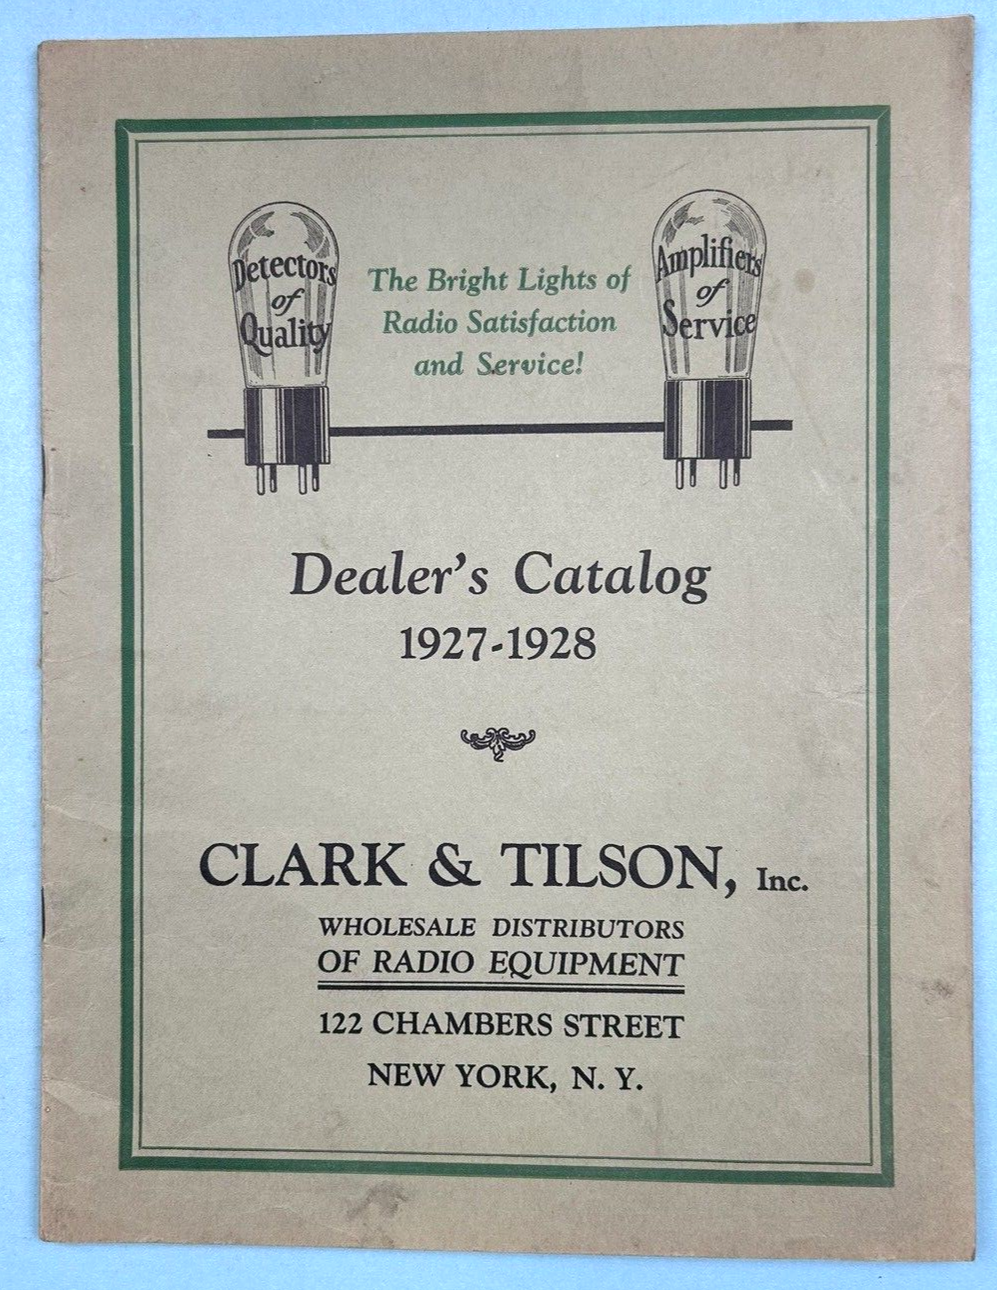 Detectors
of
Quality
The Bright Lights of
Radio Satisfaction
and Service!
Amplifiers
of
Service
Dealer's Catalog
1927-1928
CLARK & TILSON, Inc.
WHOLESALE DISTRIBUTORS
OF RADIO EQUIPMENT
122 CHAMBERS STREET
NEW YORK, N. Y.